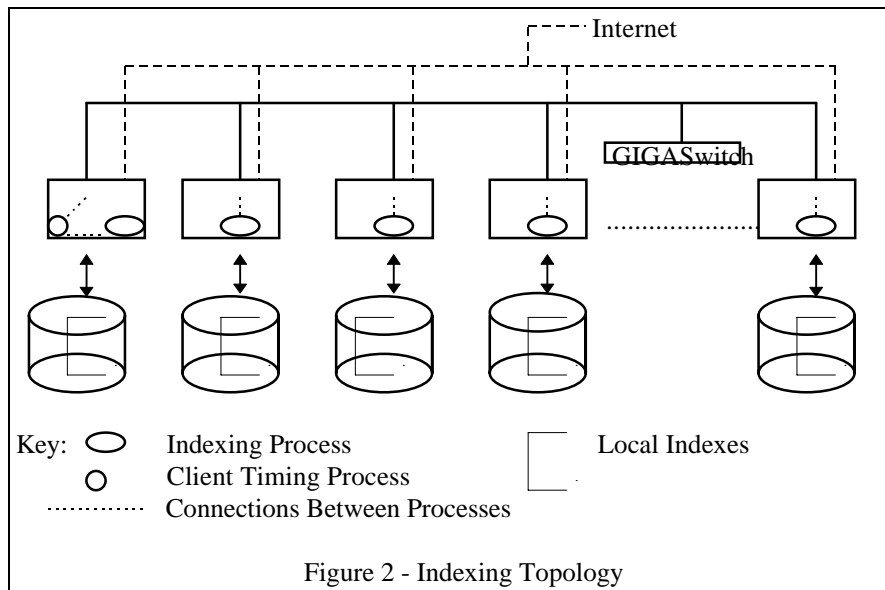 Internet
GIGASwitch
Key: Indexing Process Local Indexes
Client Timing Process
Connections Between Processes
Figure 2 - Indexing Topology